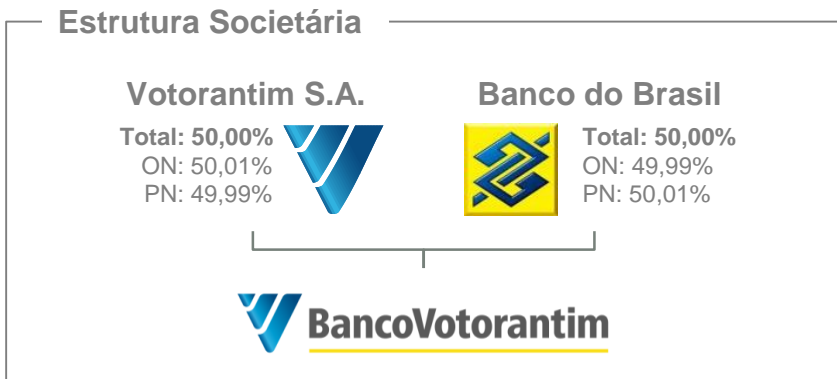 Estrutura Societária
Votorantim S.A.
Total: 50,00%
ON: 50,01%
PN: 49,99%
Banco do Brasil
Total: 50,00%
ON: 49,99%
PN: 50,01%
BancoVotorantim